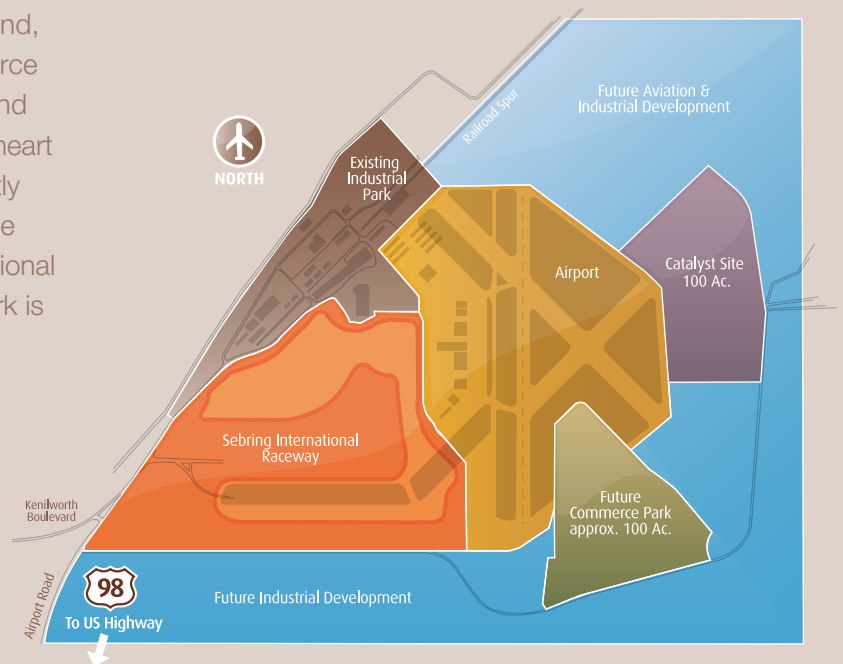 nd,
rce
nd
heart
tly
e
ional
rk is
NORTH
Existing
Industrial
Park
Railroad Spur
Future Aviation &
Industrial Development
Airport
Catalyst Site
100 Ac.
Sebring International
Raceway
Future
Commerce Park
approx. 100 Ac.
Kenilworth
Boulevard
Airport Road
98
To US Highway
Future Industrial Development